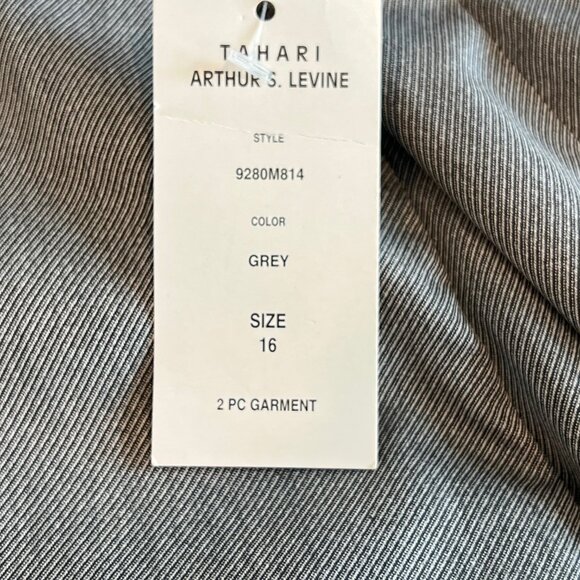 TAHARI
ARTHUR S. LEVINE
STYLE
9280M814
COLOR
GREY
SIZE
16
2 PC GARMENT